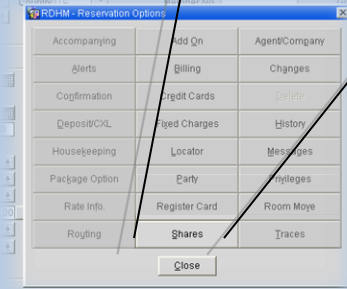 RDHM - Reservation Options
Accompanying Add On Agent/Company
Alerts Billing Changes
Confirmation Credit Cards Delete
Deposit/CXL Fixed Charges History
Housekeeping Locator Messages
Package Option Party Privileges
Rate Info. Register Card Room Move
Routing Shares Traces
Close